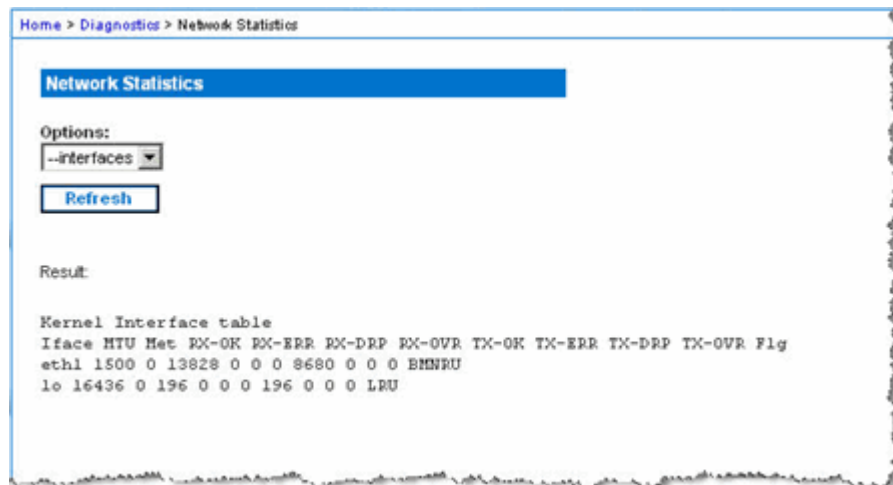 Home > Diagnostics > Network Statistics
Network Statistics
Options:
--interfaces
Refresh
Result:
Kernel Interface table
Iface MTU Met RX-OK RX-ERR RX-DRP RX-OVR TX-OK TX-ERR TX-DRP TX-OVR Flg
eth1 1500 0 13828 0 0 0 8680 0 0 0 BMNRU
lo 16436 0 196 0 0 0 196 0 0 0 LRU